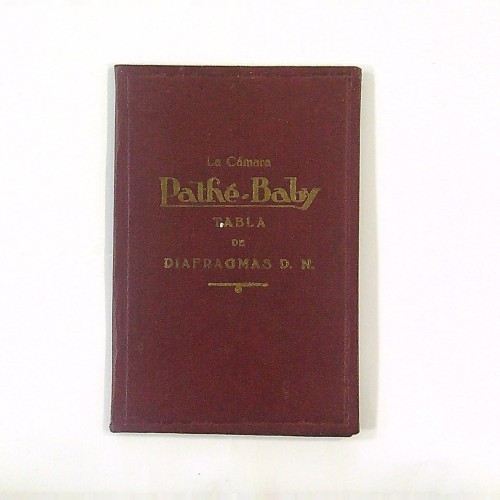 La Cámara
Pathé-Baby
TABLA
DE
DIAFRAGMAS D. N.